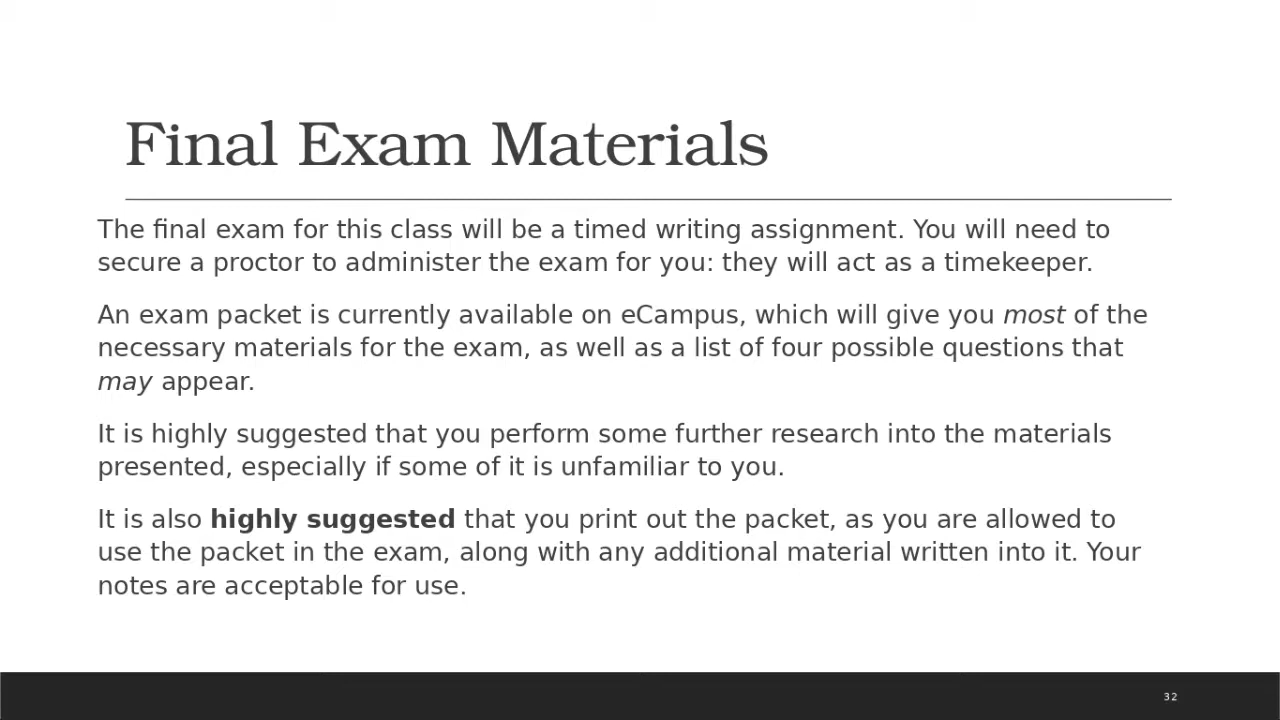 Final Exam Materials
The final exam for this class will be a timed writing assignment. You will need to
secure a proctor to administer the exam for you: they will act as a timekeeper.
An exam packet is currently available on eCampus, which will give you most of the
necessary materials for the exam, as well as a list of four possible questions that
may appear.
It is highly suggested that you perform some further research into the materials
presented, especially if some of it is unfamiliar to you.
It is also highly suggested that you print out the packet, as you are allowed to
use the packet in the exam, along with any additional material written into it. Your
notes are acceptable for use.
32